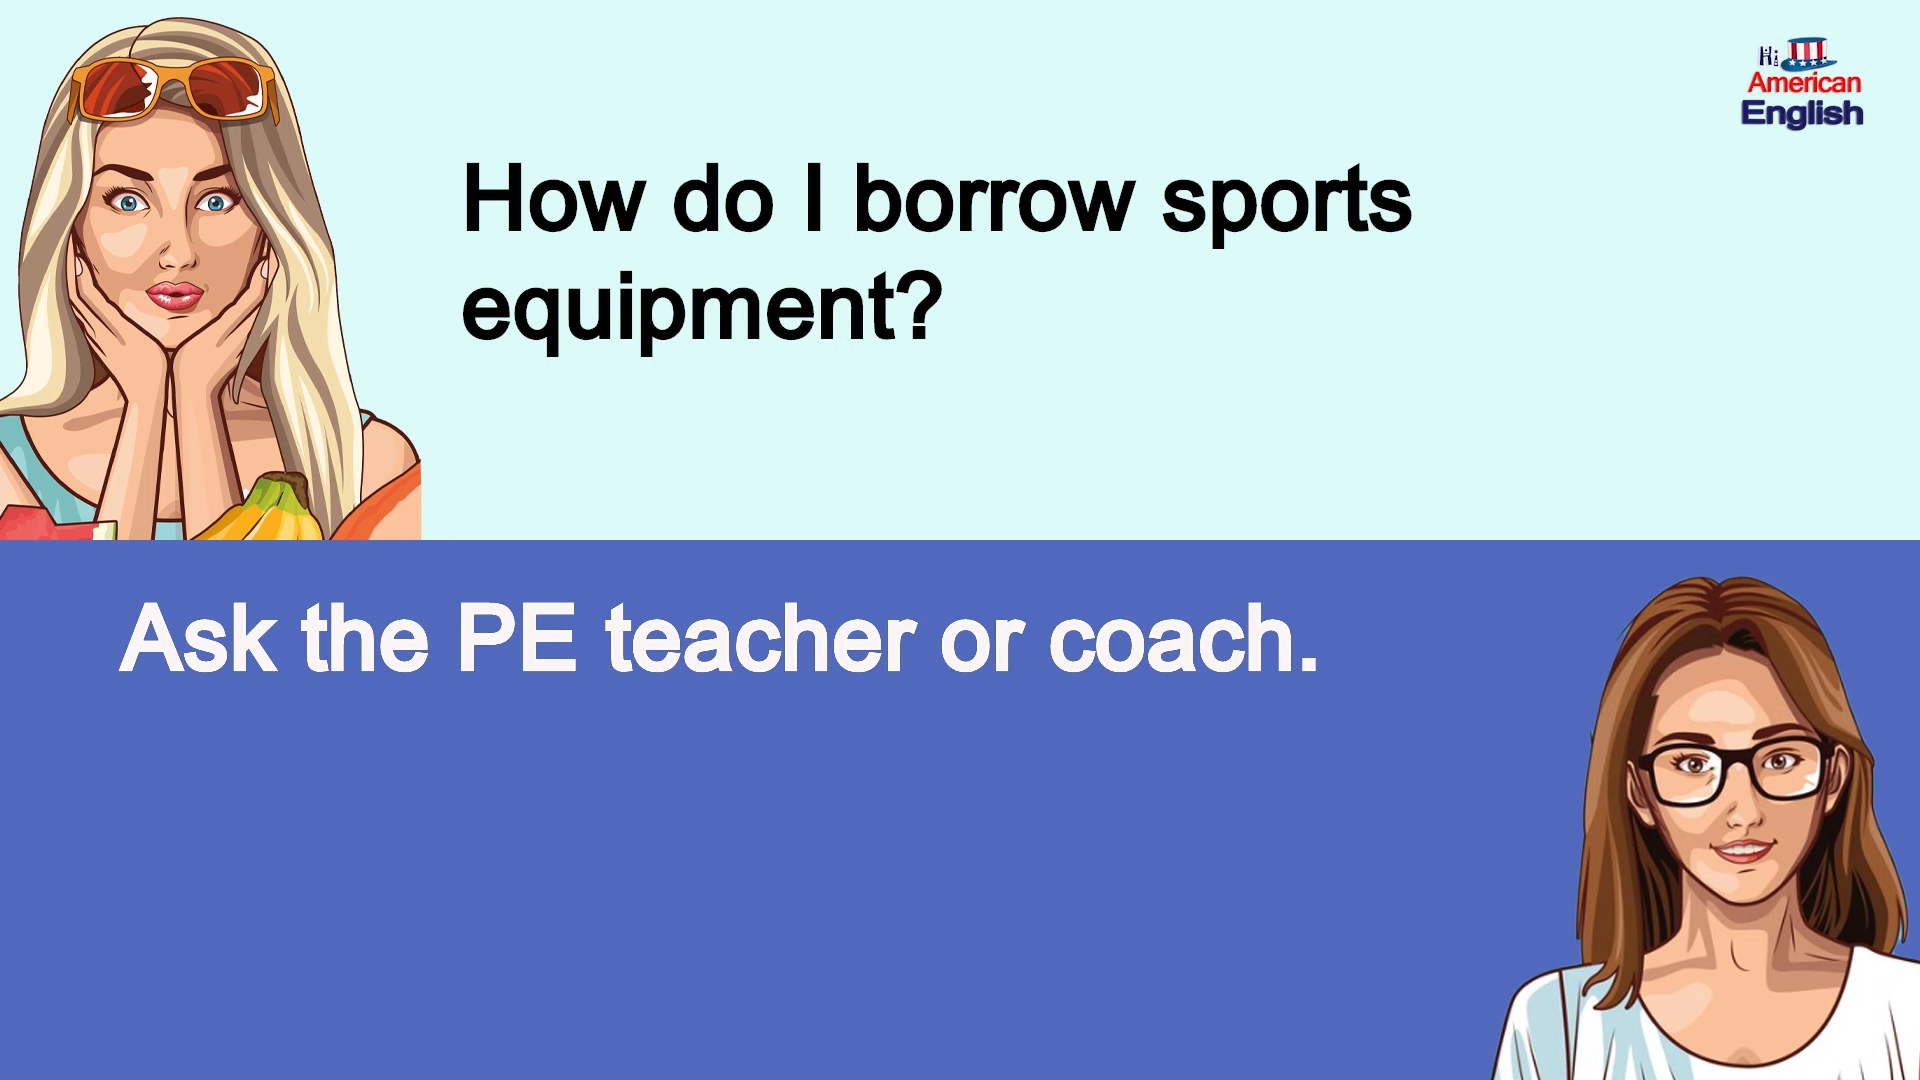 Hi
American
English
How do I borrow sports
equipment?
Ask the PE teacher or coach.